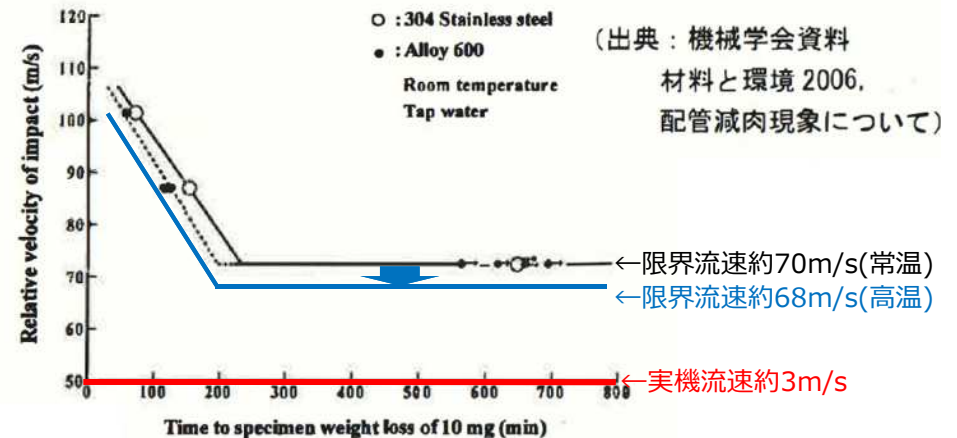 120
110
100
90
80
70
60
50
Relative velocity of impact (m/s)
○ : 304 Stainless steel
● : Alloy 600
Room temperature
Tap water
(出典：機械学会資料
材料と環境 2006,
配管減肉現象について)
←限界流速約70m/s(常温)
←限界流速約68m/s(高温)
←実機流速約3m/s
0 100 200 300 400 500 600 700 800
Time to specimen weight loss of 10 mg (min)